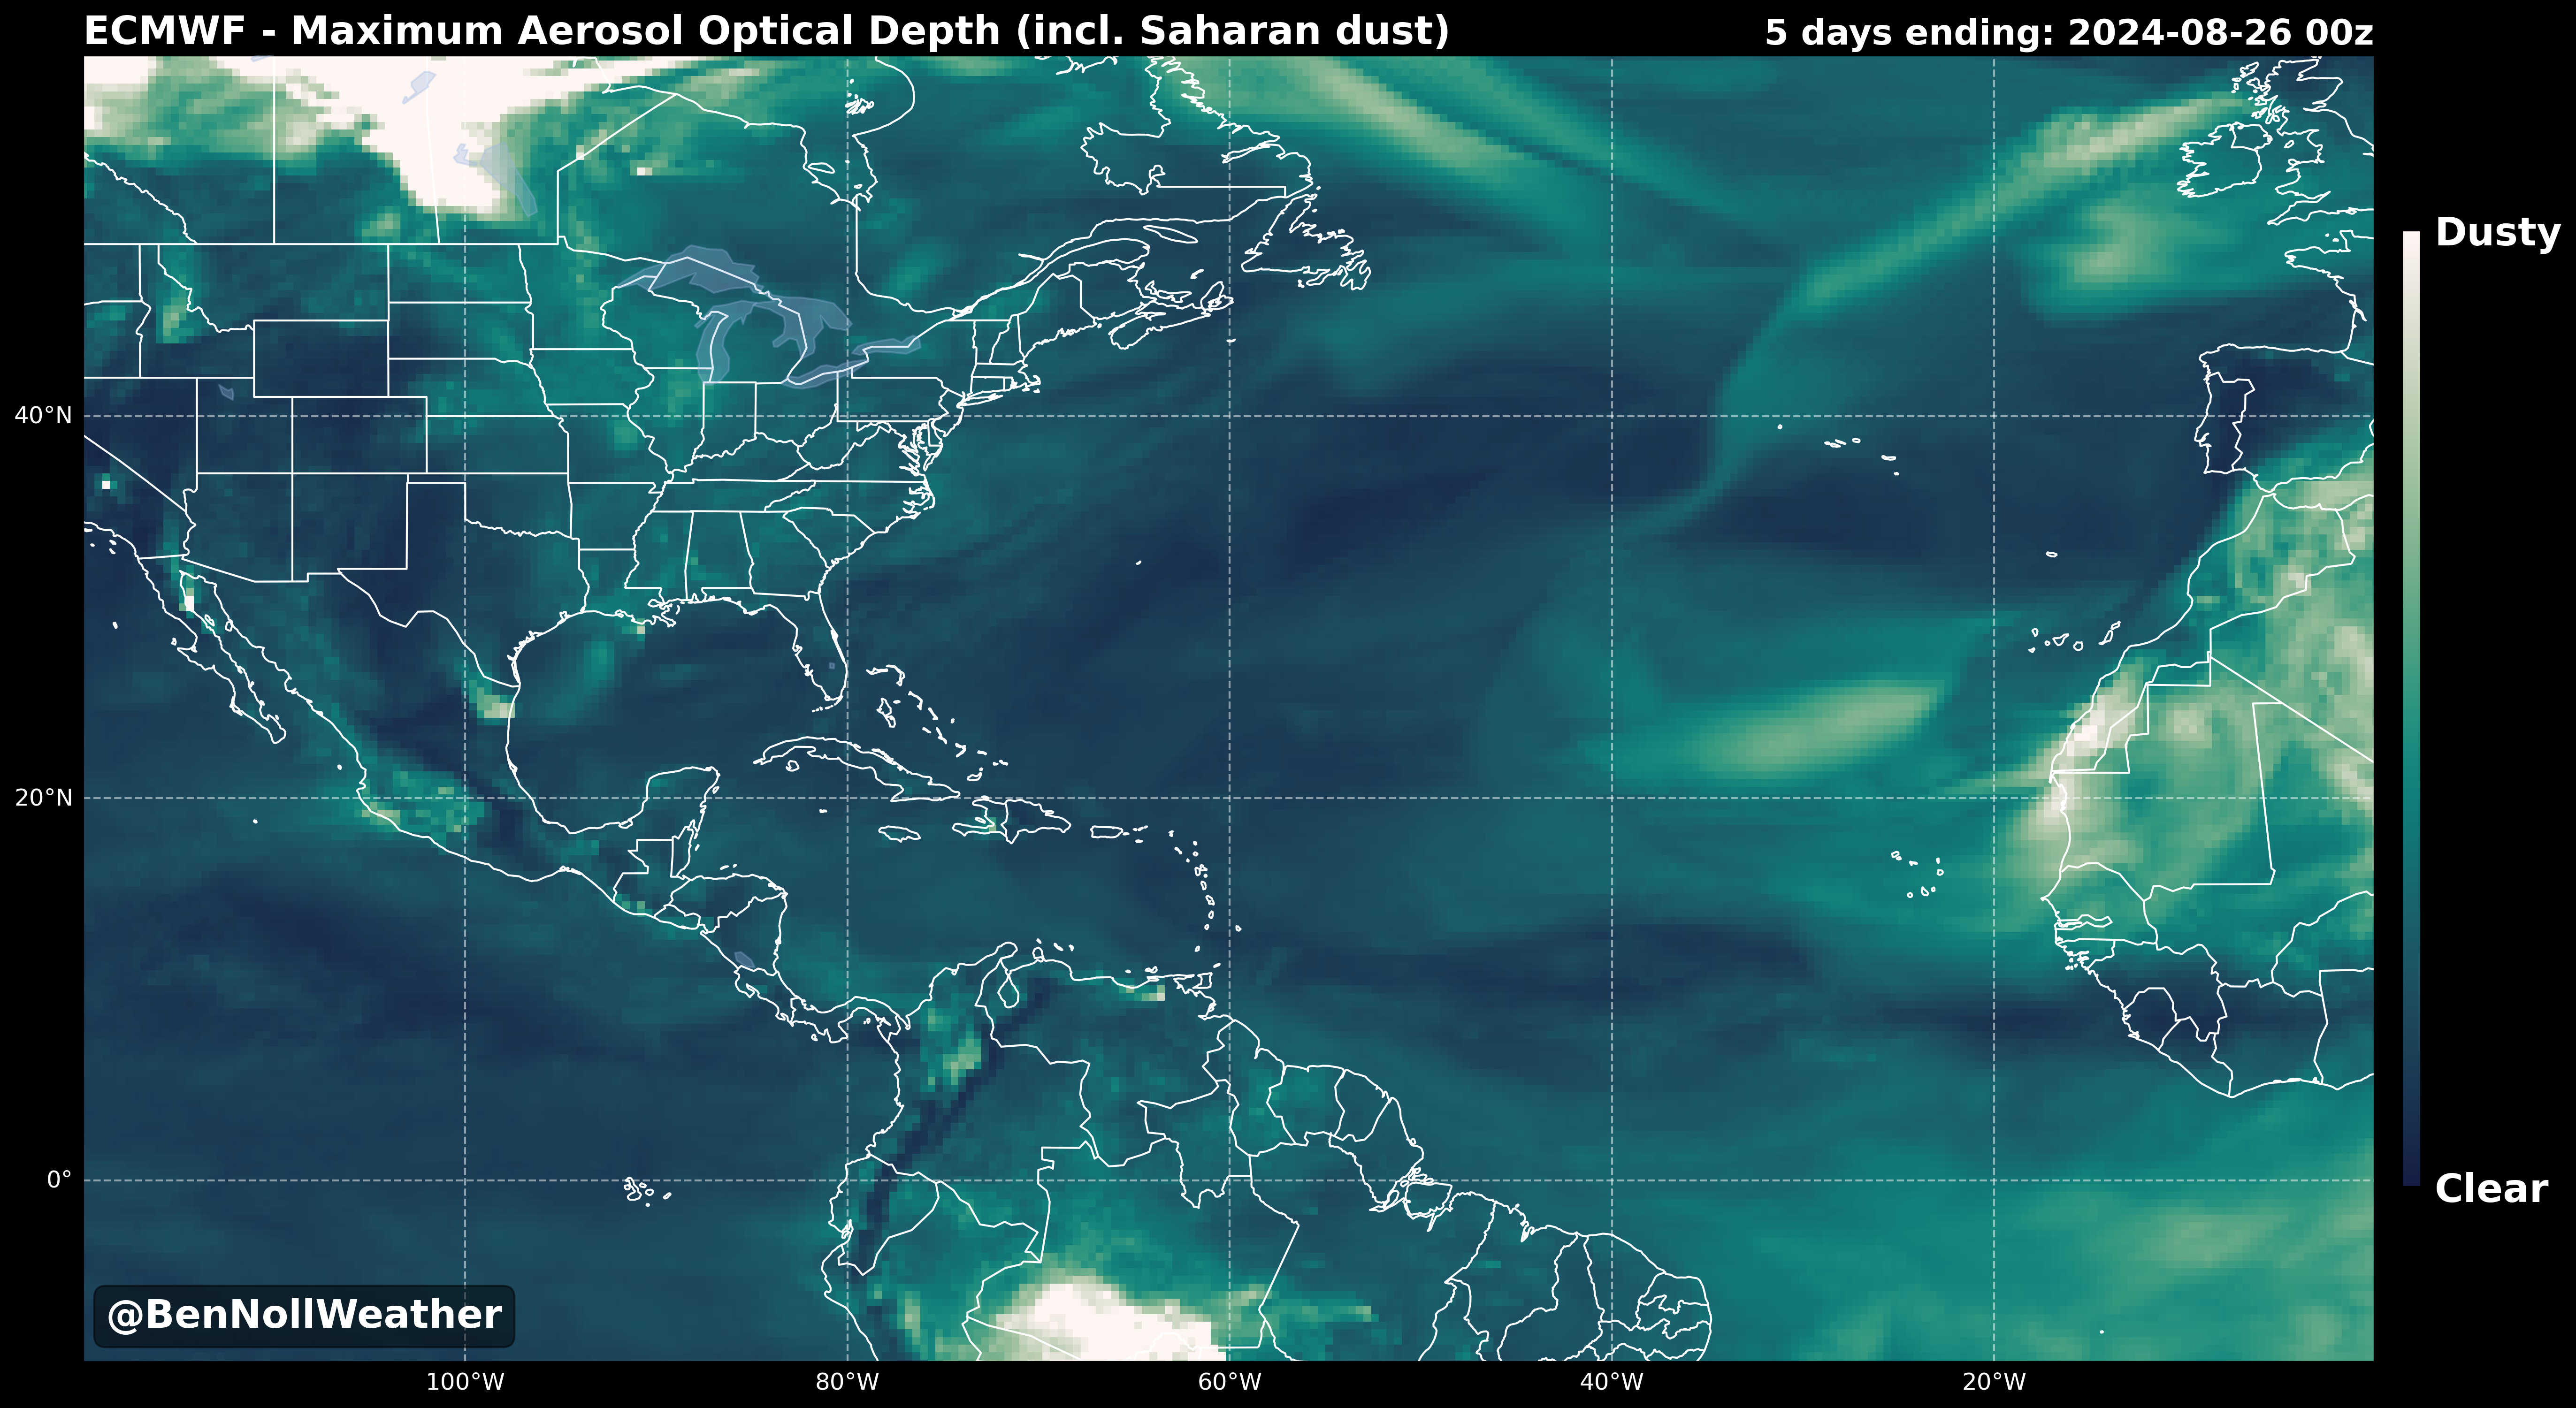 ECMWF - Maximum Aerosol Optical Depth (incl. Saharan dust)
5 days ending: 2024-08-26 00z
Dusty
40°N
20°N
0°
Clear
@BenNollWeather
100°W
80°W
60°W
40°W
20°W